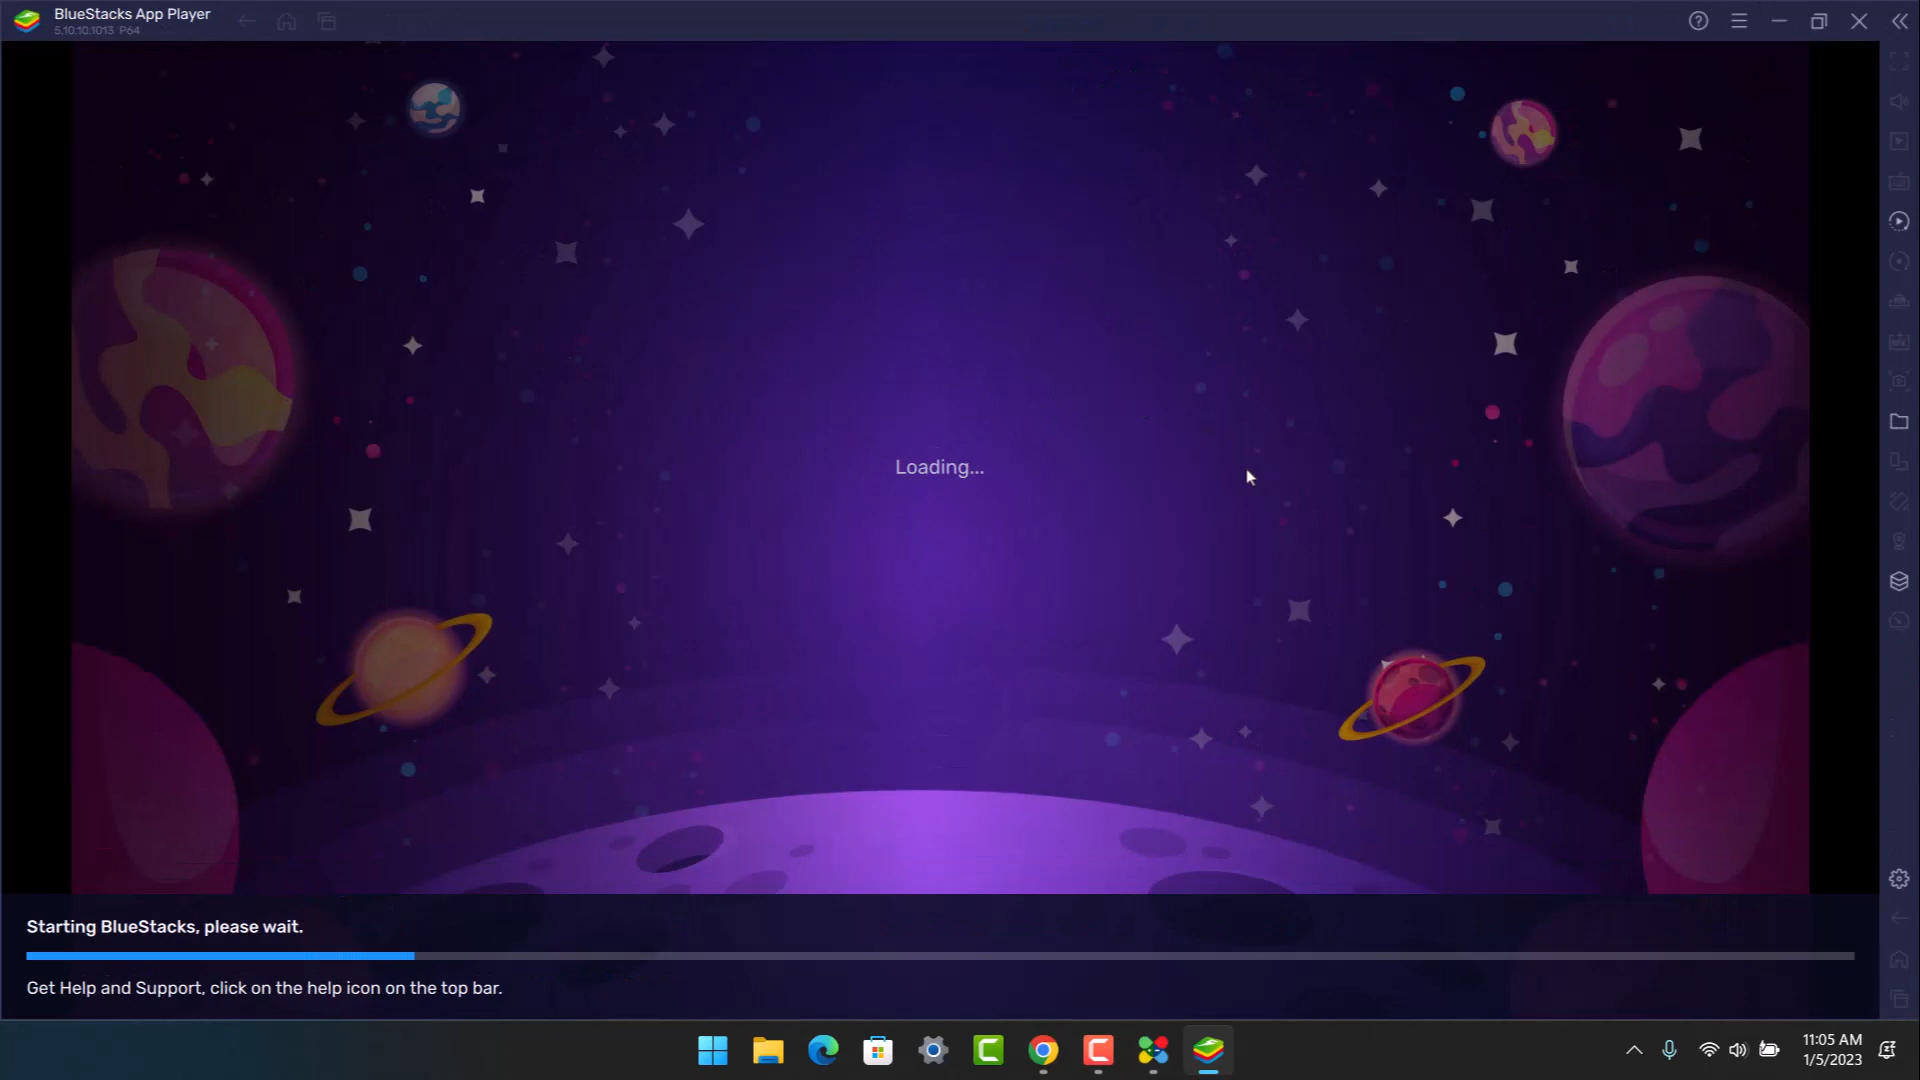 BlueStacks App Player
5.10.10.1013 P64
Loading...
Starting BlueStacks, please wait.
Get Help and Support, click on the help icon on the top bar.
11:05 AM
1/5/2023